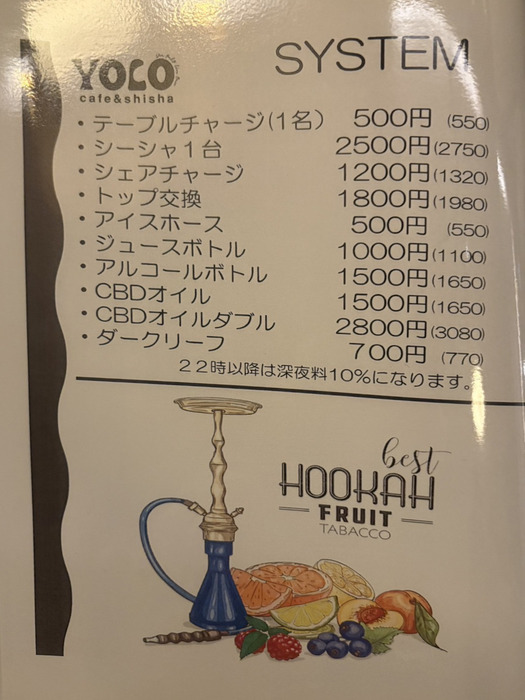 SYSTEM
YOLO
cafe&shisha
・テーブルチャージ(1名) 500円 (550)
・シーシャ1台 2500円(2750)
・シェアチャージ 1200円(1320)
・トップ交換 1800円(1980)
・アイスホース 500円 (550)
・ジュースボトル 1000円(1100)
・アルコールボトル 1500円(1650)
・CBDオイル 1500円(1650)
・CBDオイルダブル 2800円(3080)
・ダークリーフ 700円 (770)
22時以降は深夜料10%になります。
best
HOOKAH
FRUIT
TABACCO